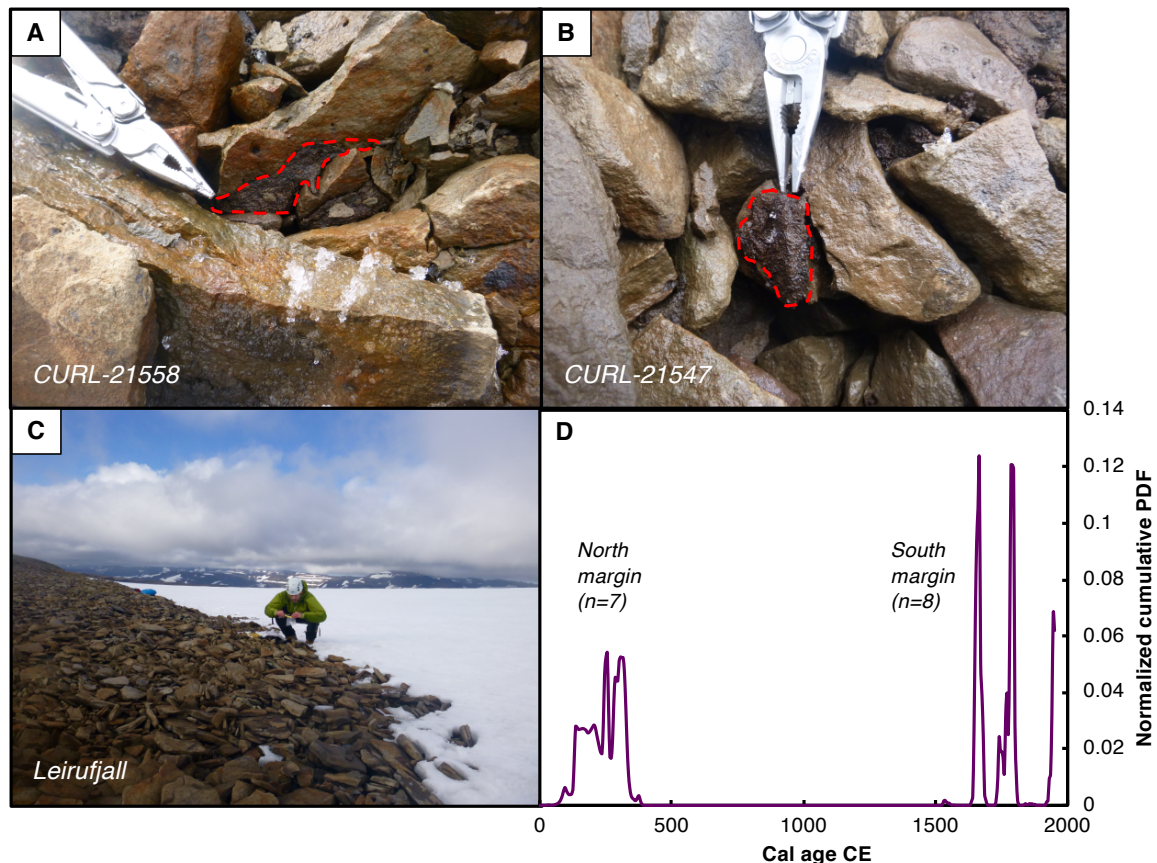 A
CURL-21558
B
CURL-21547
C
Leirufjall
D
North
margin
(n=7)
South
margin
(n=8)
0.14
0.12
0.1
0.08
0.06
0.04
0.02
0
Normalized cumulative PDF
0 500 1000 1500 2000
Cal age CE